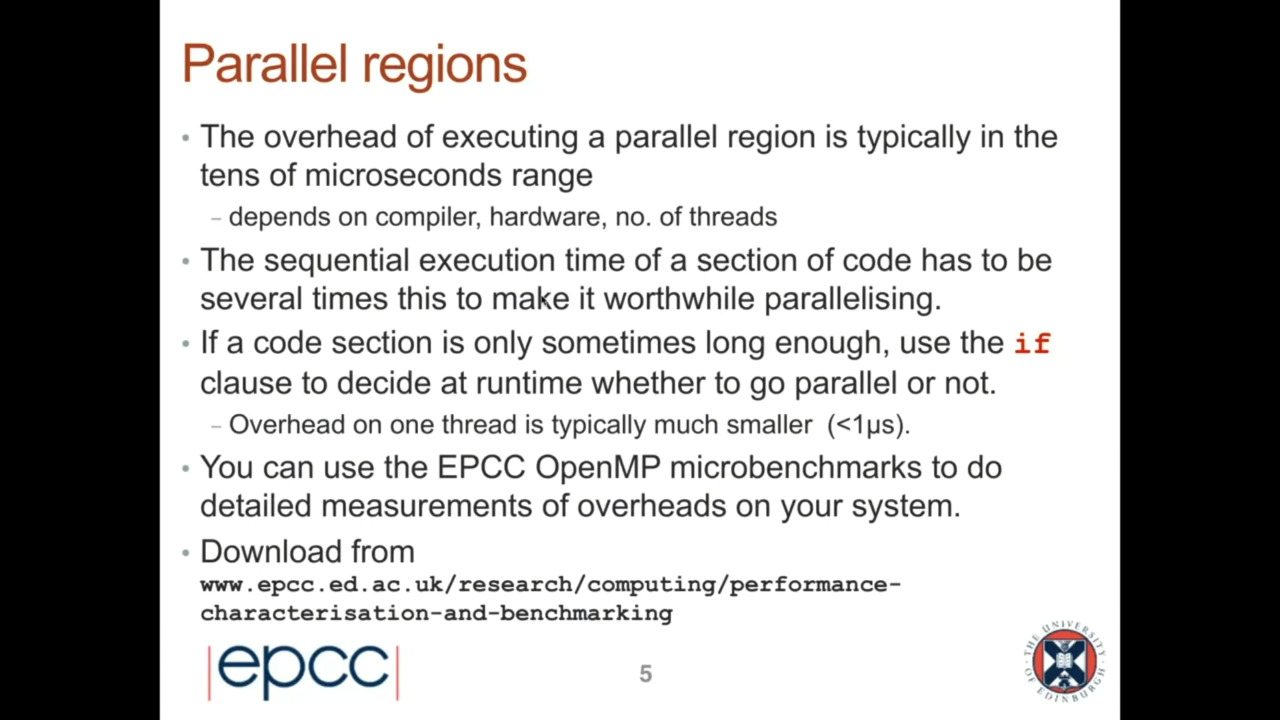 Parallel regions
• The overhead of executing a parallel region is typically in the
tens of microseconds range
– depends on compiler, hardware, no. of threads
• The sequential execution time of a section of code has to be
several times this to make it worthwhile parallelising.
• If a code section is only sometimes long enough, use the if
clause to decide at runtime whether to go parallel or not.
– Overhead on one thread is typically much smaller (<1µs).
• You can use the EPCC OpenMP microbenchmarks to do
detailed measurements of overheads on your system.
• Download from
www.epcc.ed.ac.uk/research/computing/performance-
characterisation-and-benchmarking
|epcc|
5
THE UNIVERSITY OF EDINBURGH